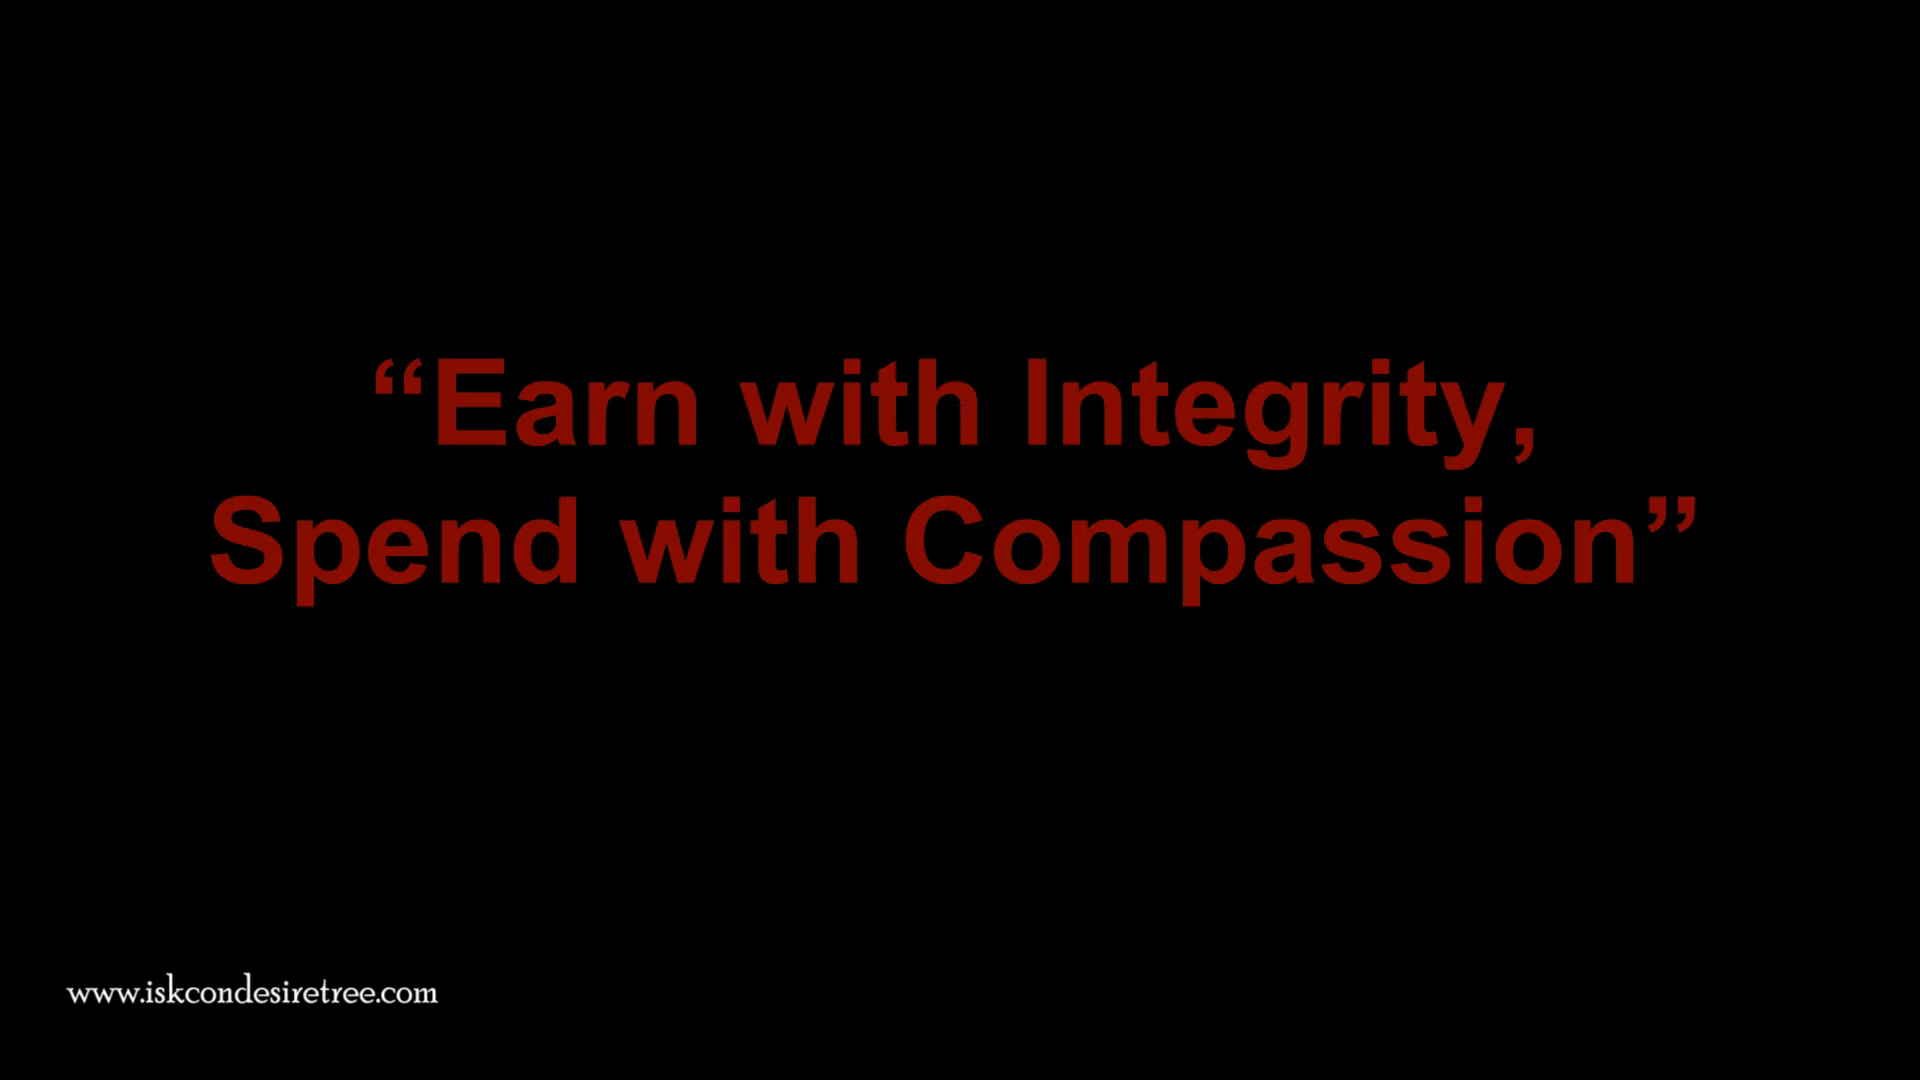 “Earn with Integrity,
Spend with Compassion”
www.iskcondesiretree.com